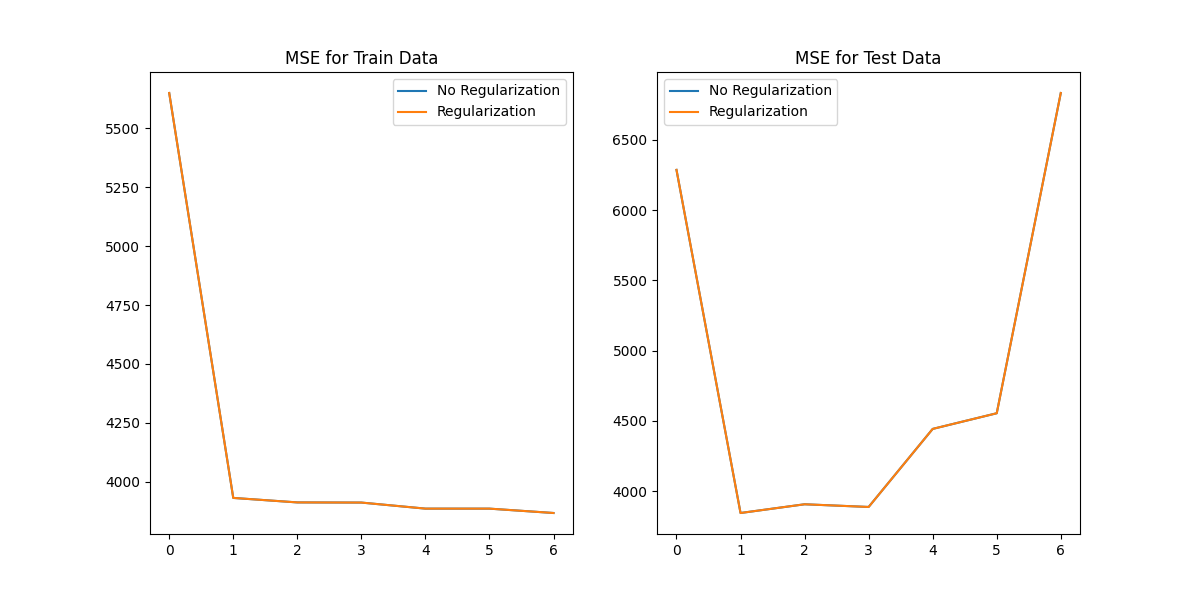 MSE for Train Data
No Regularization
Regularization
5500
5250
5000
4750
4500
4250
4000
0 1 2 3 4 5 6
MSE for Test Data
No Regularization
Regularization
6500
6000
5500
5000
4500
4000
0 1 2 3 4 5 6